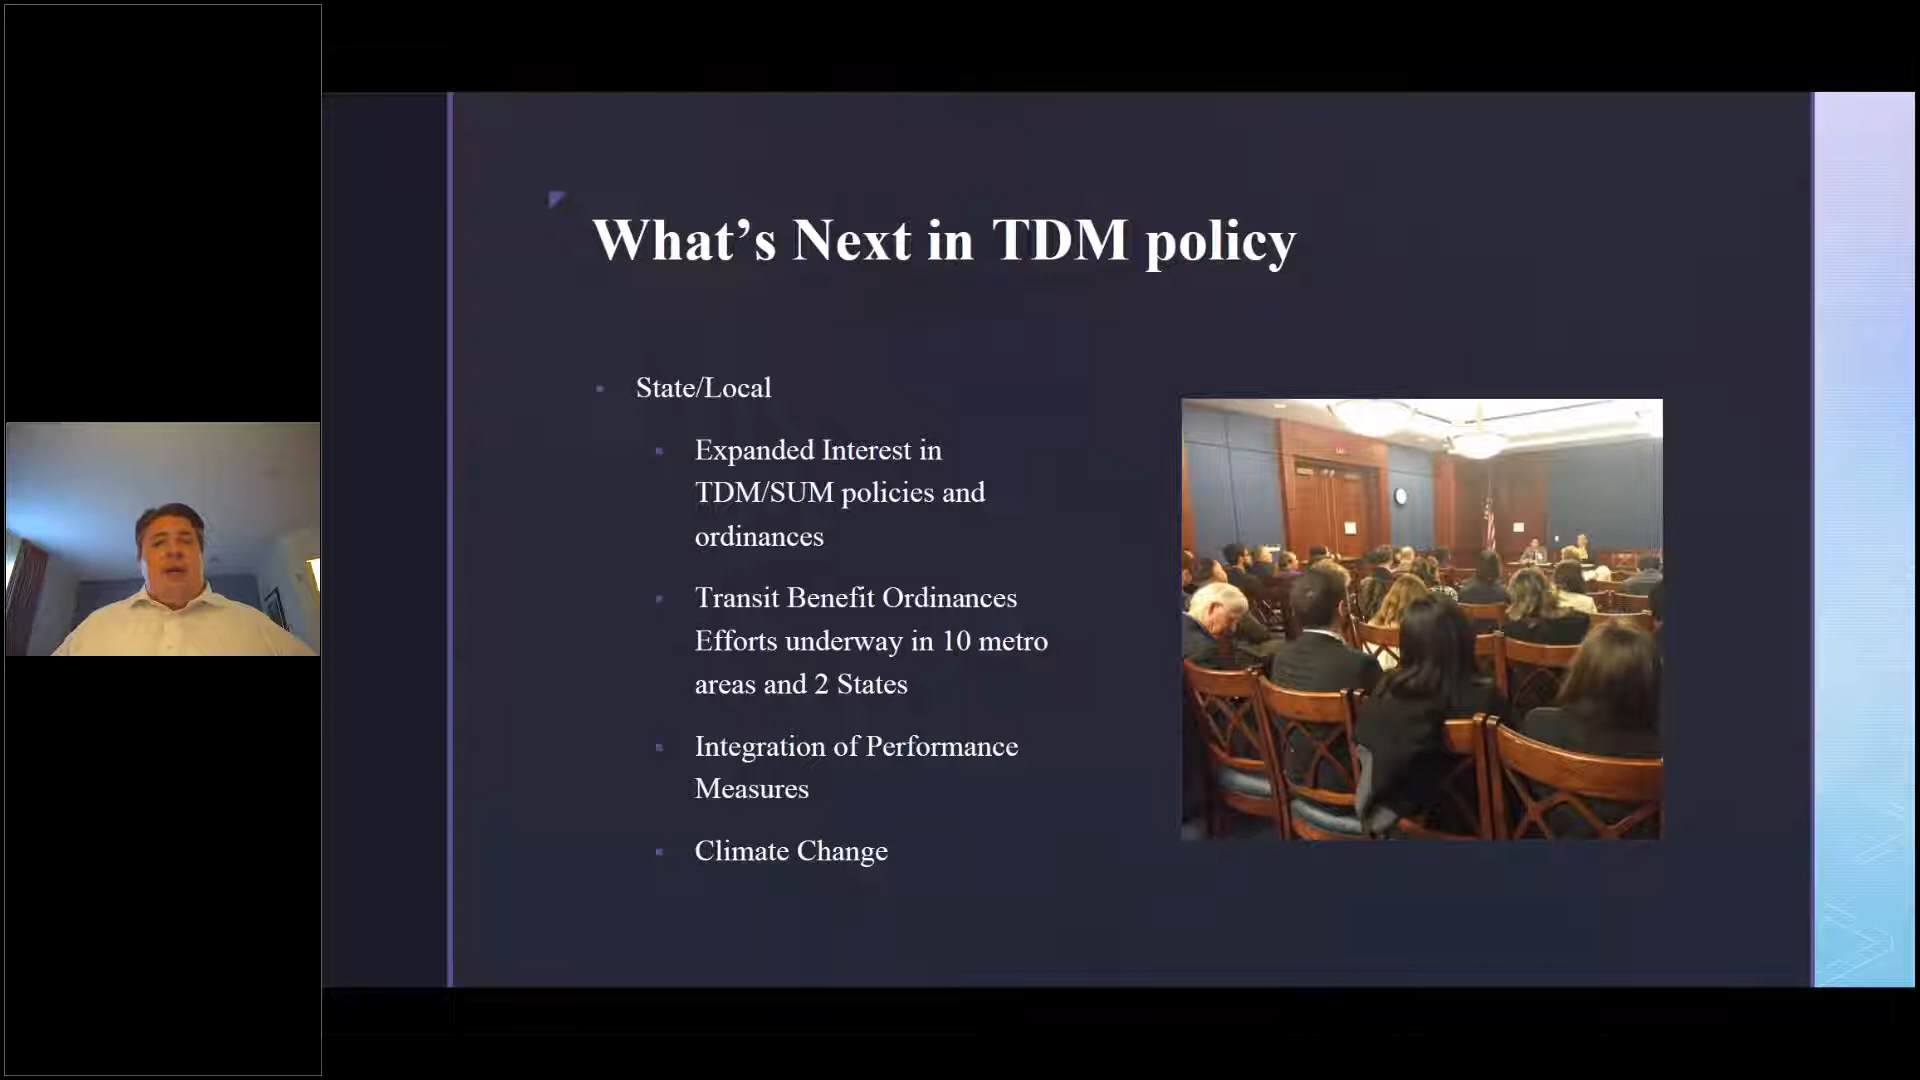 What’s Next in TDM policy
State/Local
Expanded Interest in
TDM/SUM policies and
ordinances
Transit Benefit Ordinances
Efforts underway in 10 metro
areas and 2 States
Integration of Performance
Measures
Climate Change